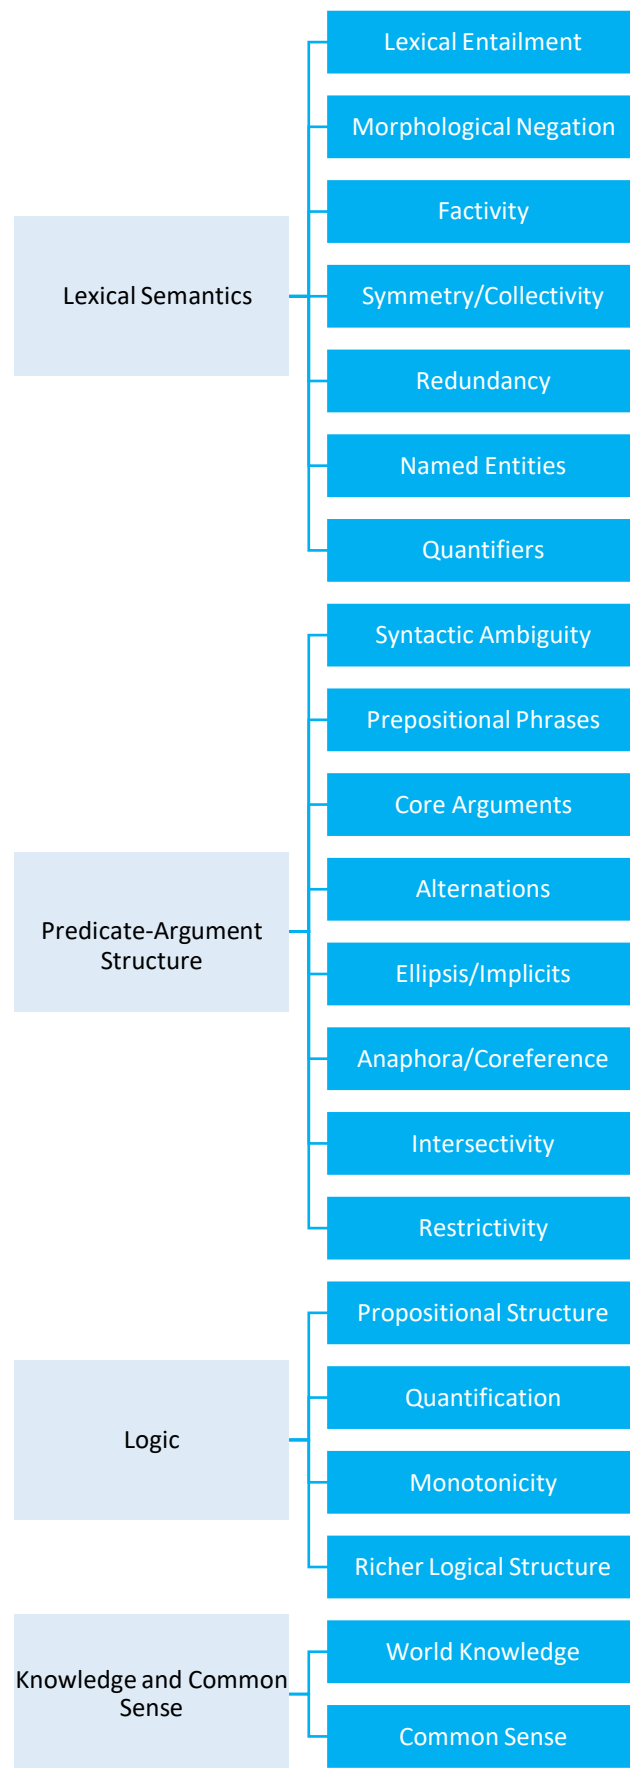 Lexical Semantics
Lexical Entailment
Morphological Negation
Factivity
Symmetry/Collectivity
Redundancy
Named Entities
Quantifiers
Predicate-Argument
Structure
Syntactic Ambiguity
Prepositional Phrases
Core Arguments
Alternations
Ellipsis/Implicits
Anaphora/Coreference
Intersectivity
Restrictivity
Logic
Propositional Structure
Quantification
Monotonicity
Richer Logical Structure
Knowledge and Common
Sense
World Knowledge
Common Sense